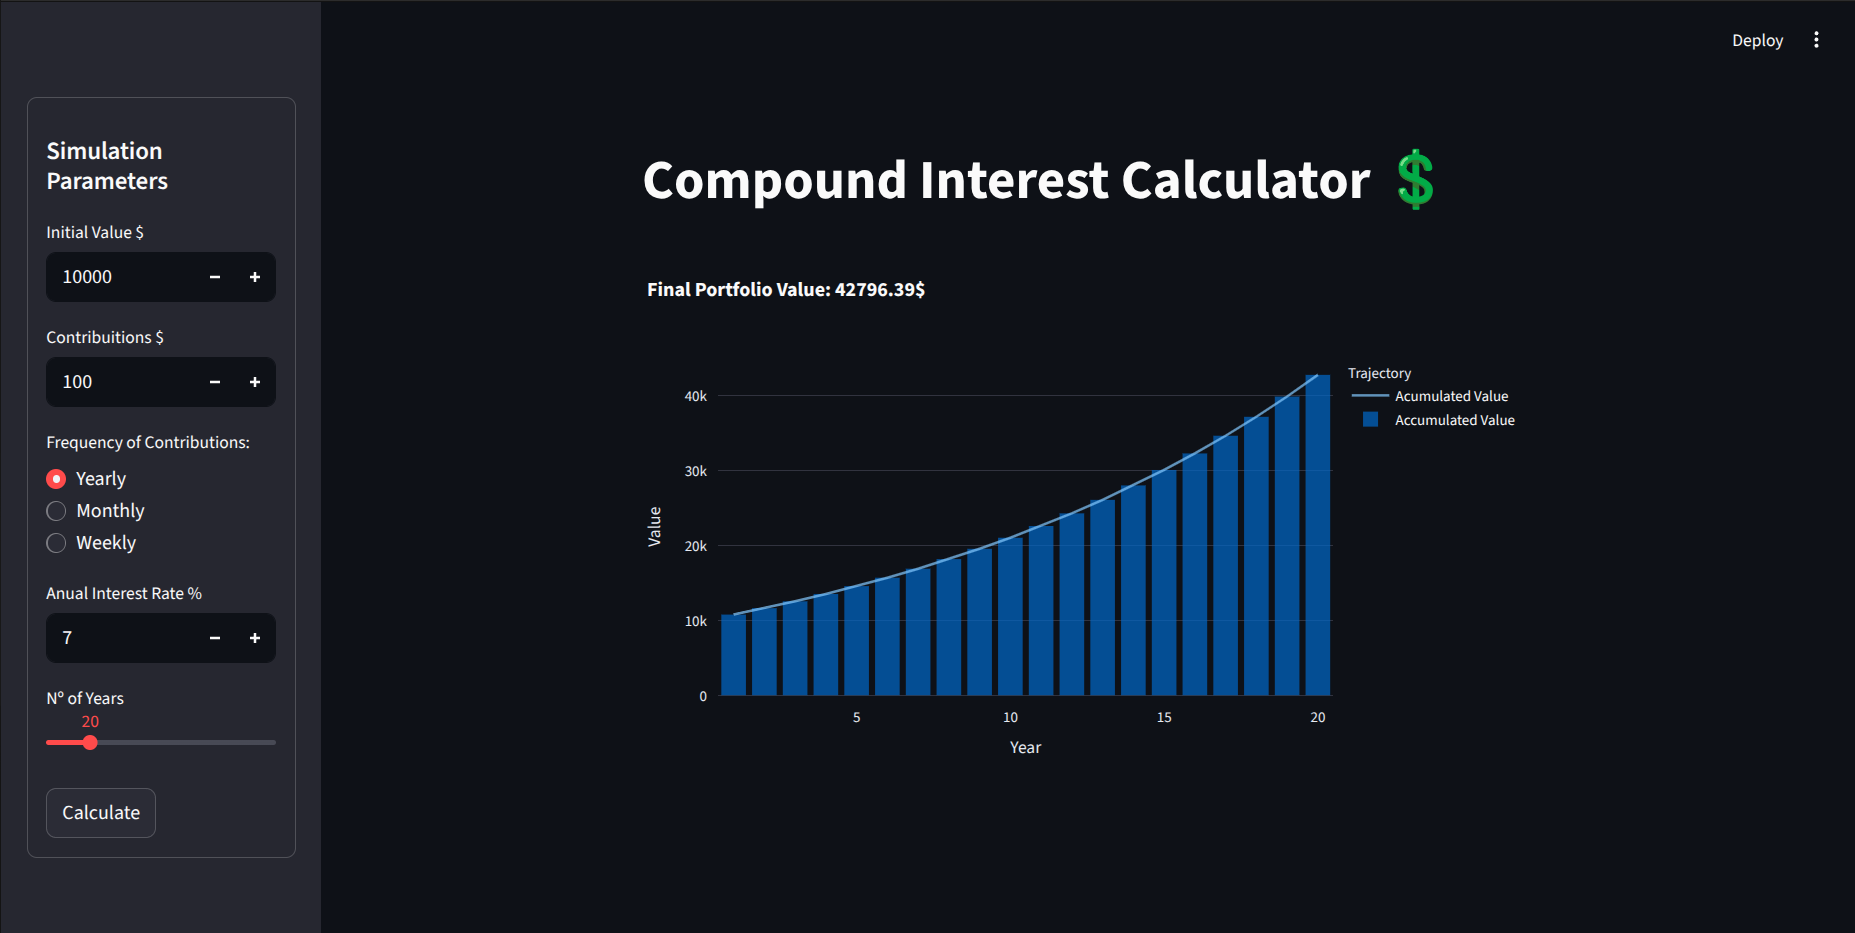 Deploy
Simulation
Parameters
Initial Value $
10000
Contribuitions $
100
Frequency of Contributions:
Yearly
Monthly
Weekly
Anual Interest Rate %
7
Nº of Years
20
Calculate
Compound Interest Calculator 💲
Final Portfolio Value: 42796.39$
Trajectory
Acumulated Value
Accumulated Value
Value
40k
30k
20k
10k
0
5 10 15 20
Year